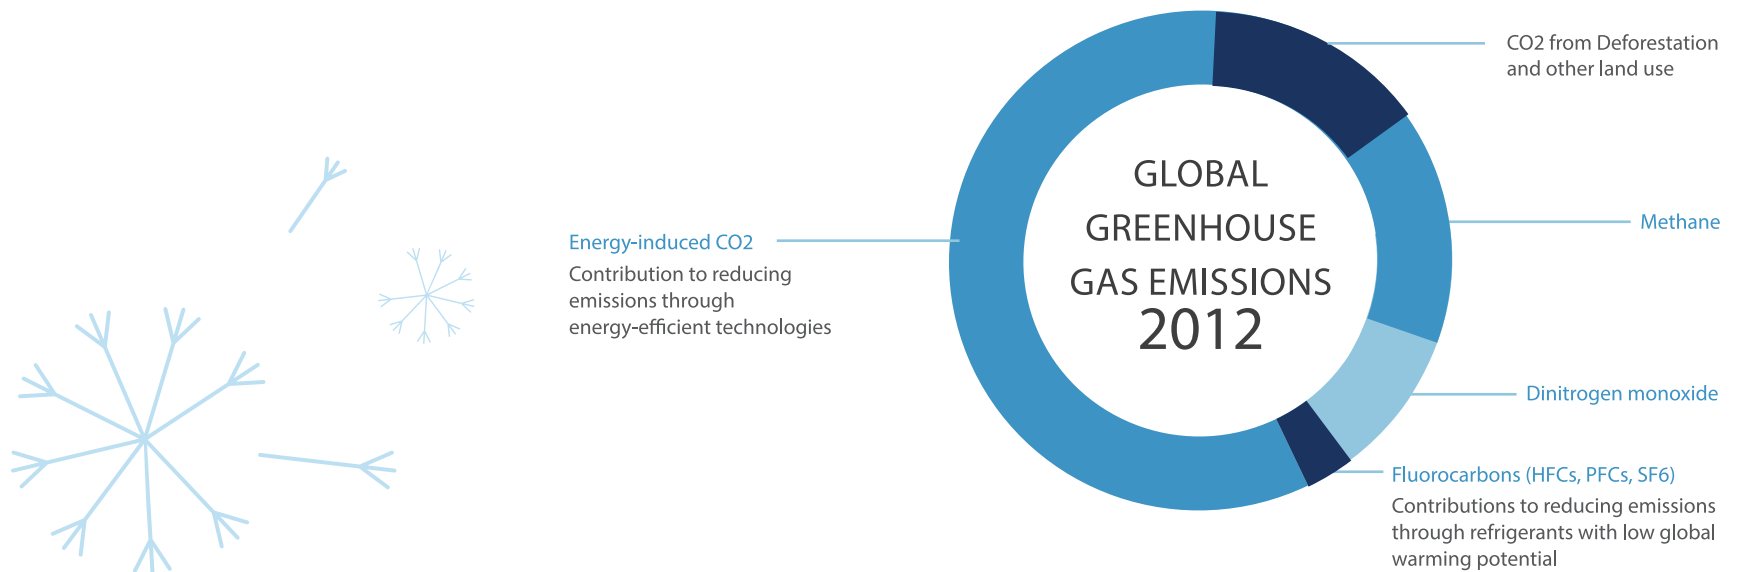 CO2 from Deforestation
and other land use
GLOBAL
GREENHOUSE
GAS EMISSIONS
2012
Methane
Energy-induced CO2
Contribution to reducing
emissions through
energy-efficient technologies
Dinitrogen monoxide
Fluorocarbons (HFCs, PFCs, SF6)
Contributions to reducing emissions
through refrigerants with low global
warming potential